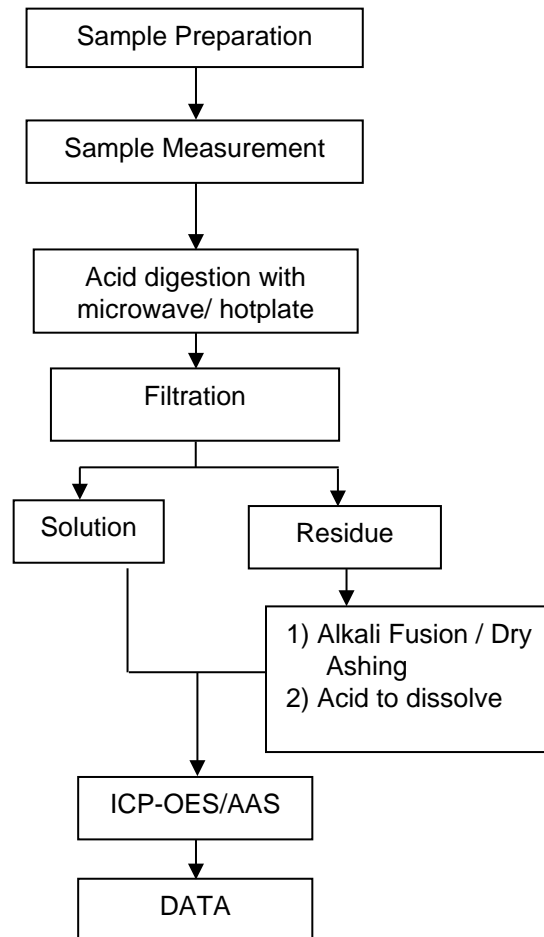 Sample Preparation
Sample Measurement
Acid digestion with
microwave/ hotplate
Filtration
Solution
Residue
1) Alkali Fusion / Dry
Ashing
2) Acid to dissolve
ICP-OES/AAS
DATA